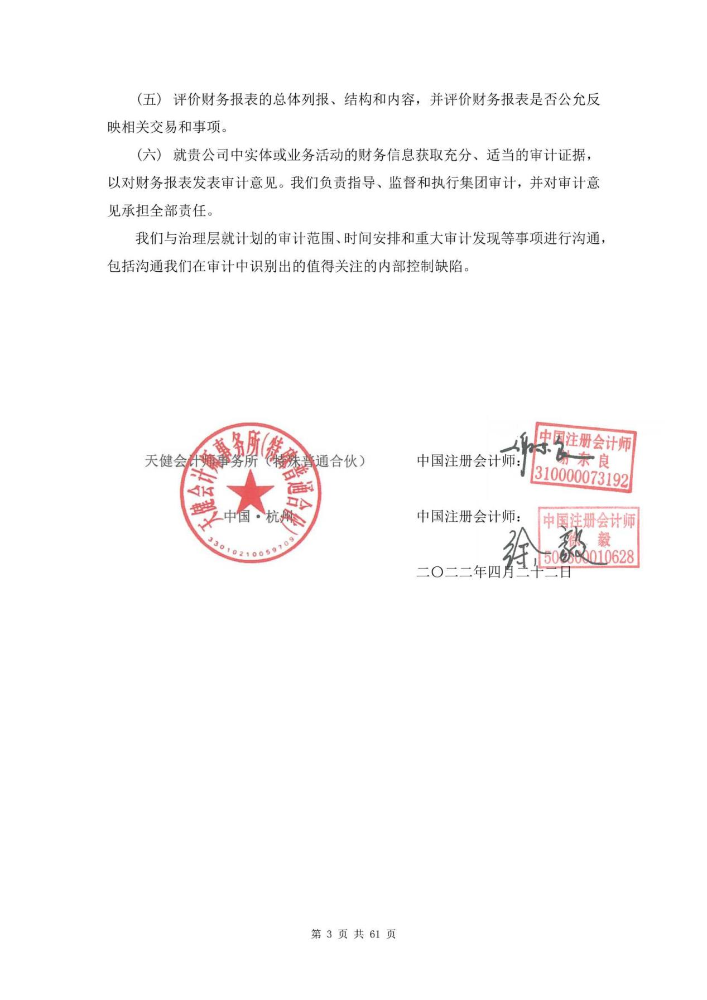 （五） 评价财务报表的总体列报、结构和内容，并评价财务报表是否公允反
映相关交易和事项。
（六） 就贵公司中实体或业务活动的财务信息获取充分、适当的审计证据，
以对财务报表发表审计意见。我们负责指导、监督和执行集团审计，并对审计意
见承担全部责任。
我们与治理层就计划的审计范围、时间安排和重大审计发现等事项进行沟通，
包括沟通我们在审计中识别出的值得关注的内部控制缺陷。
天健会计师事务所（特殊普通合伙）
中国·杭州
天健会计师事务所(特殊普通合伙)
33010210059709
中国注册会计师：
中国注册会计师
谢东良
310000073192
中国注册会计师：
中国注册会计师
徐毅
徐毅
二〇二二年四月二十二日
第 3 页 共 61 页